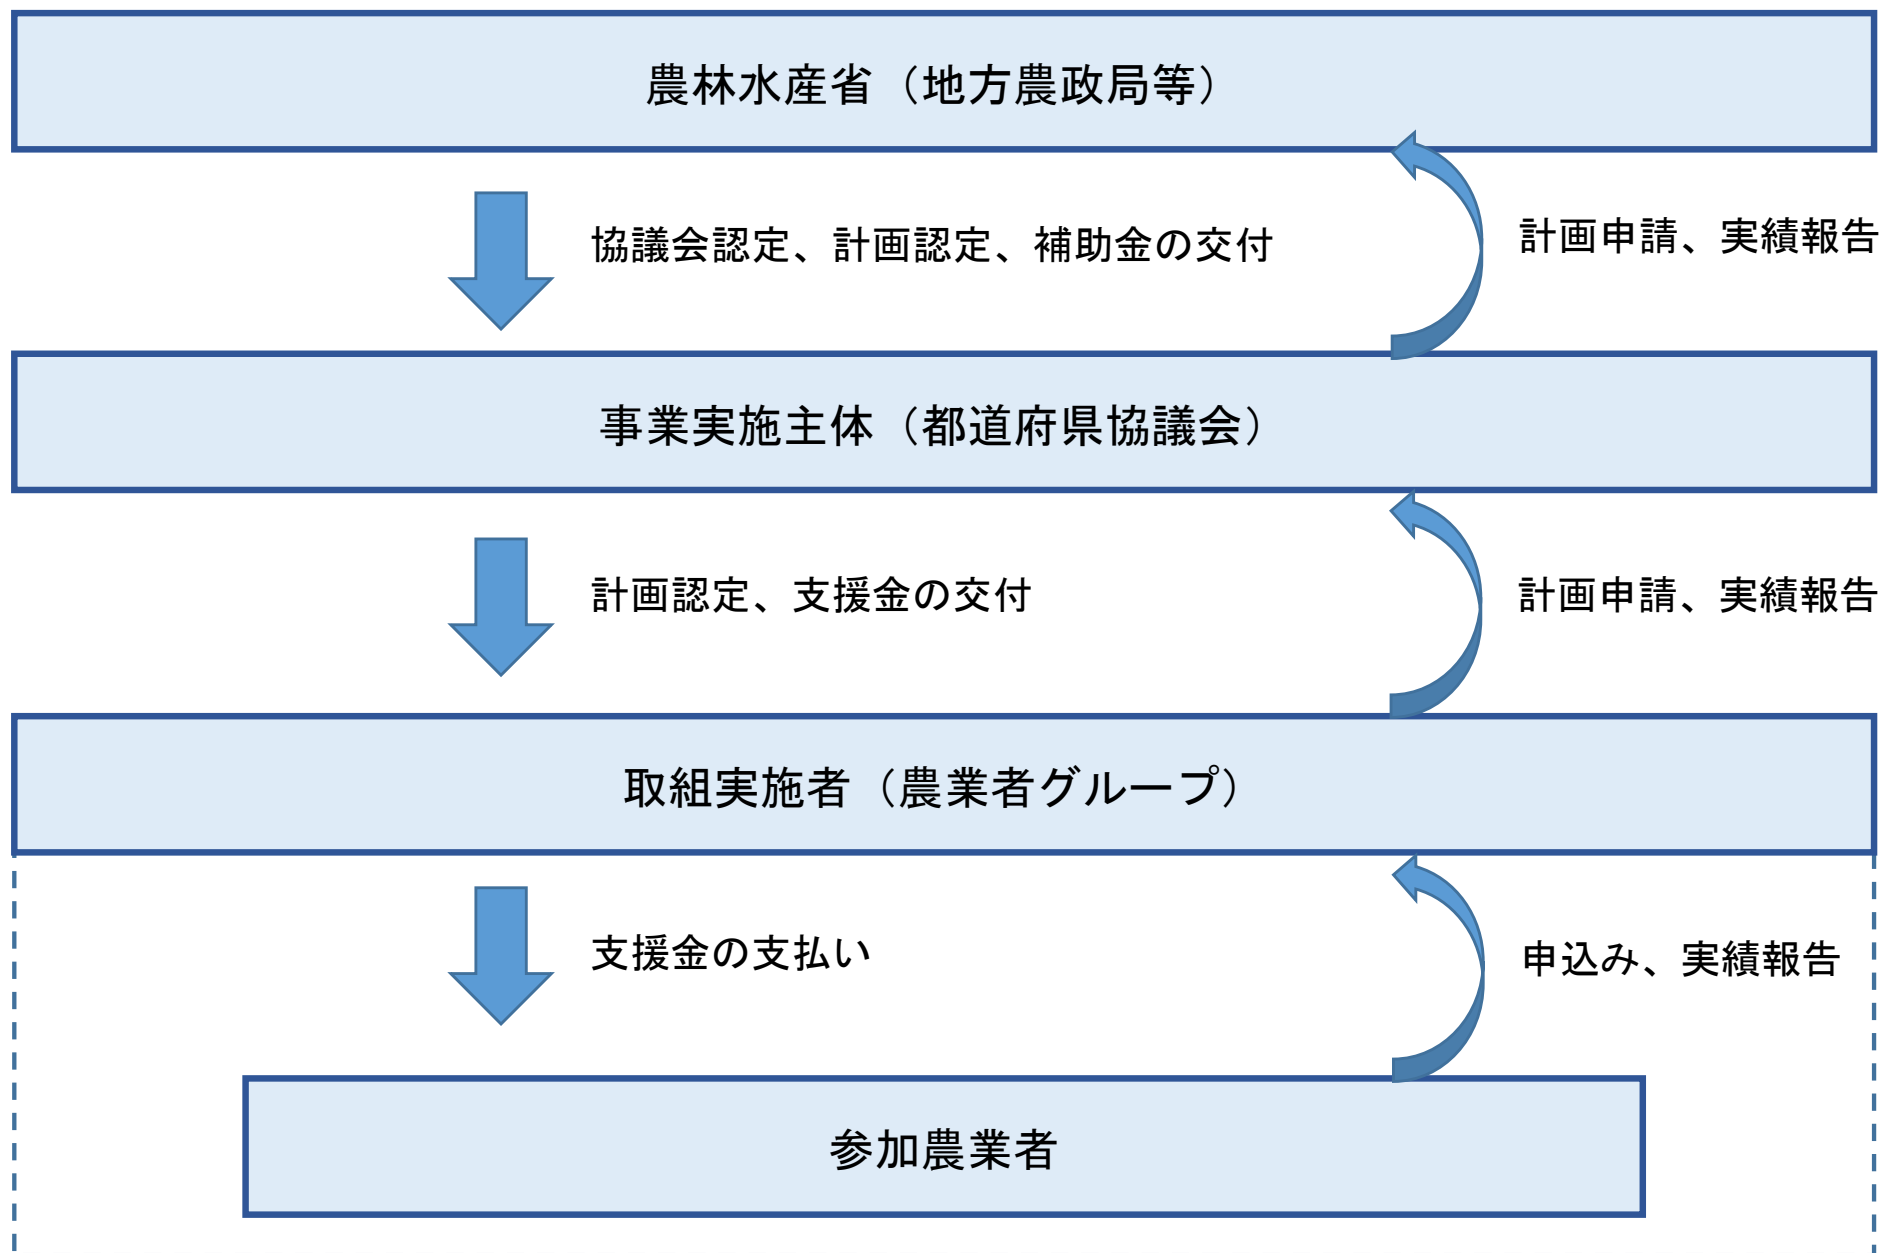 農林水産省（地方農政局等）
協議会認定、計画認定、補助金の交付
計画申請、実績報告
事業実施主体（都道府県協議会）
計画認定、支援金の交付
計画申請、実績報告
取組実施者（農業者グループ）
支援金の支払い
申込み、実績報告
参加農業者